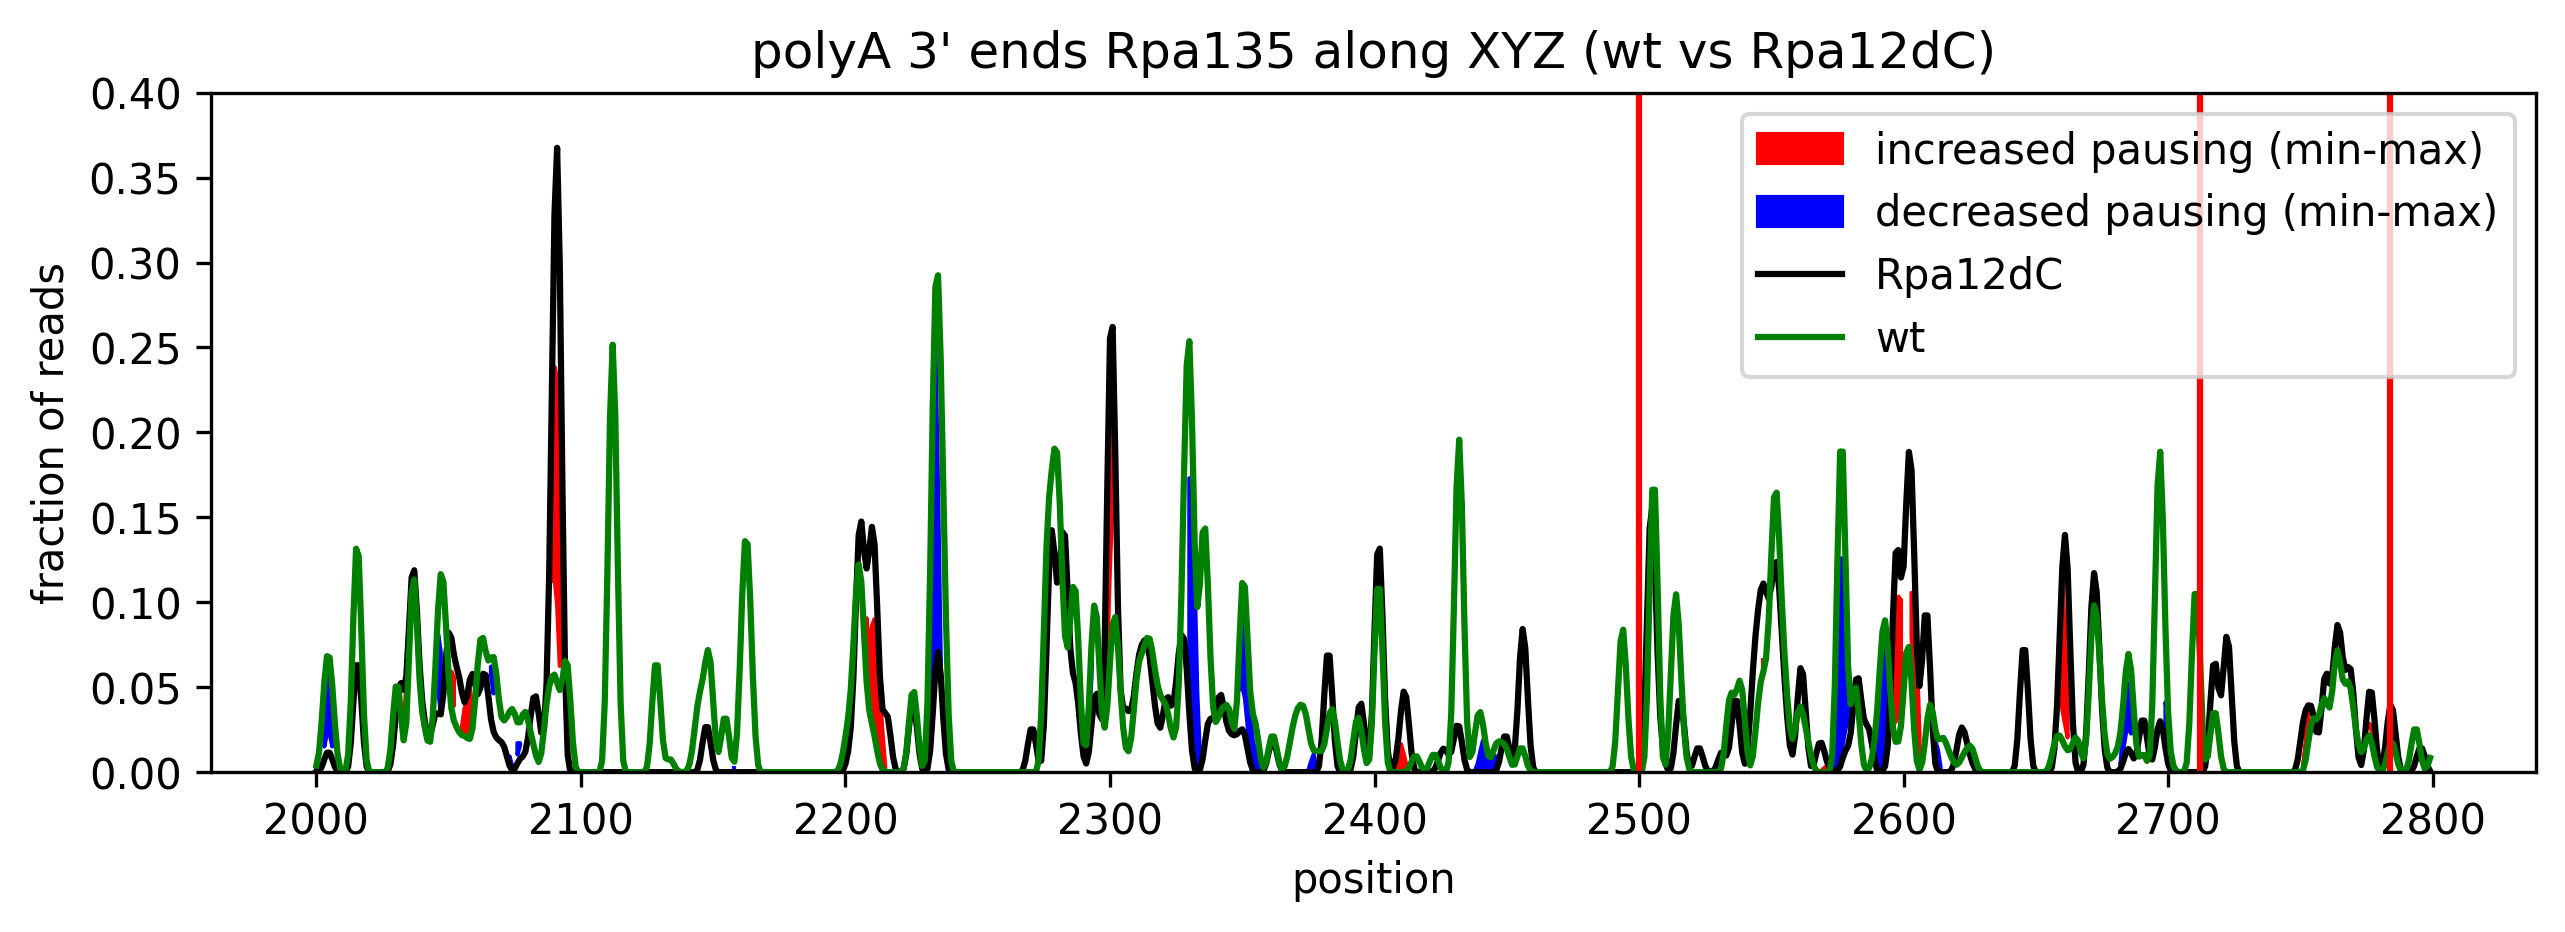 polyA 3' ends Rpa135 along XYZ (wt vs Rpa12dC)
0.40
0.35
0.30
0.25
0.20
0.15
0.10
0.05
0.00
fraction of reads
increased pausing (min-max)
decreased pausing (min-max)
Rpa12dC
wt
2000 2100 2200 2300 2400 2500 2600 2700 2800
position